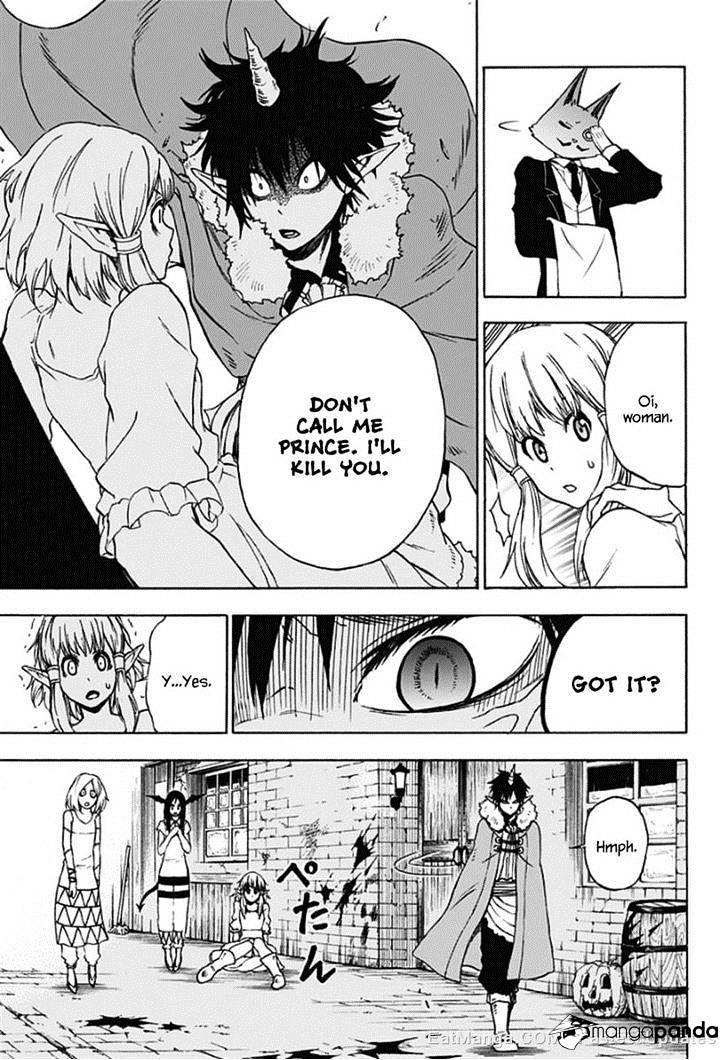 Oi,
woman.
DON'T
CALL ME
PRINCE. I'LL
KILL YOU.
GOT IT?
Y...Yes.
Hmph.
ぺたん
EatManga.COM
mangapanda